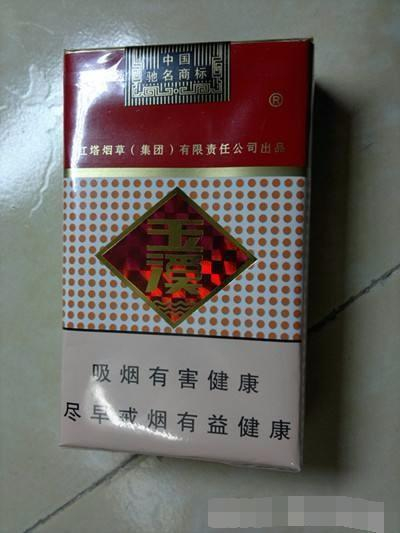 中国
驰名商标
®
红塔烟草（集团）有限责任公司出品
玉
溪
吸烟有害健康
尽早戒烟有益健康